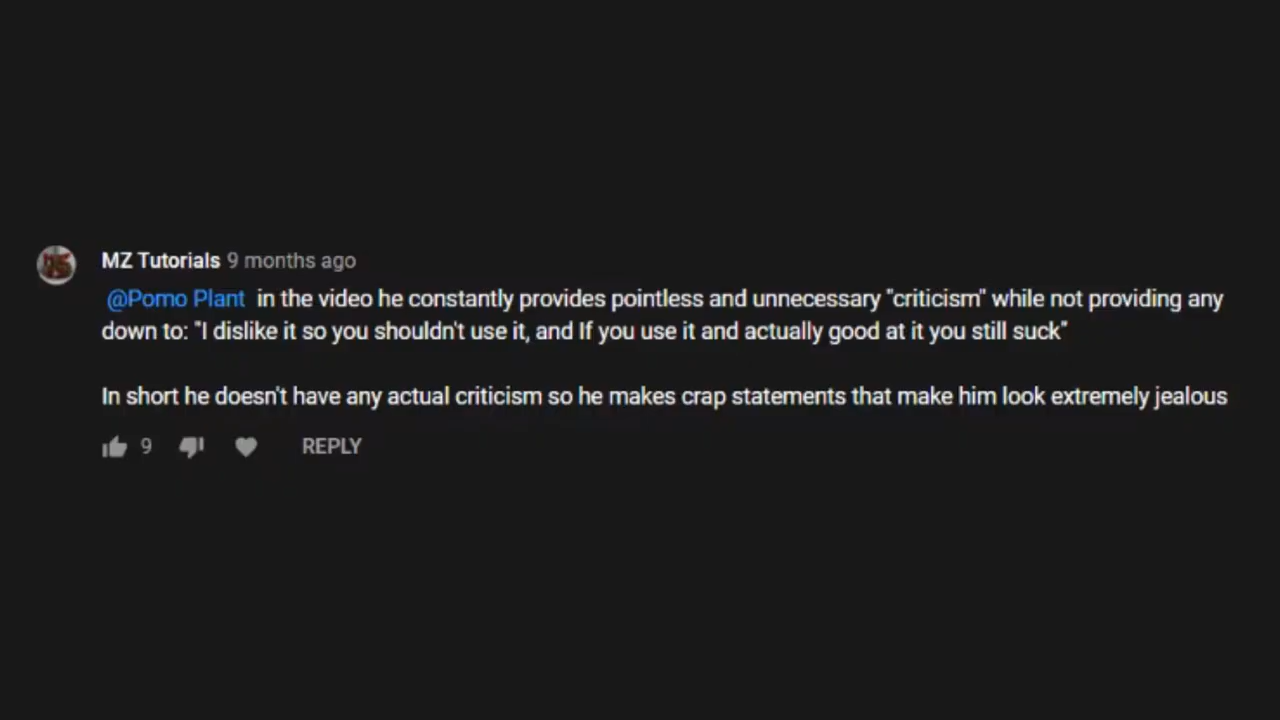 MZ Tutorials 9 months ago
@Pomo Plant in the video he constantly provides pointless and unnecessary "criticism" while not providing any
down to: "I dislike it so you shouldn't use it, and If you use it and actually good at it you still suck"
In short he doesn't have any actual criticism so he makes crap statements that make him look extremely jealous
9 REPLY